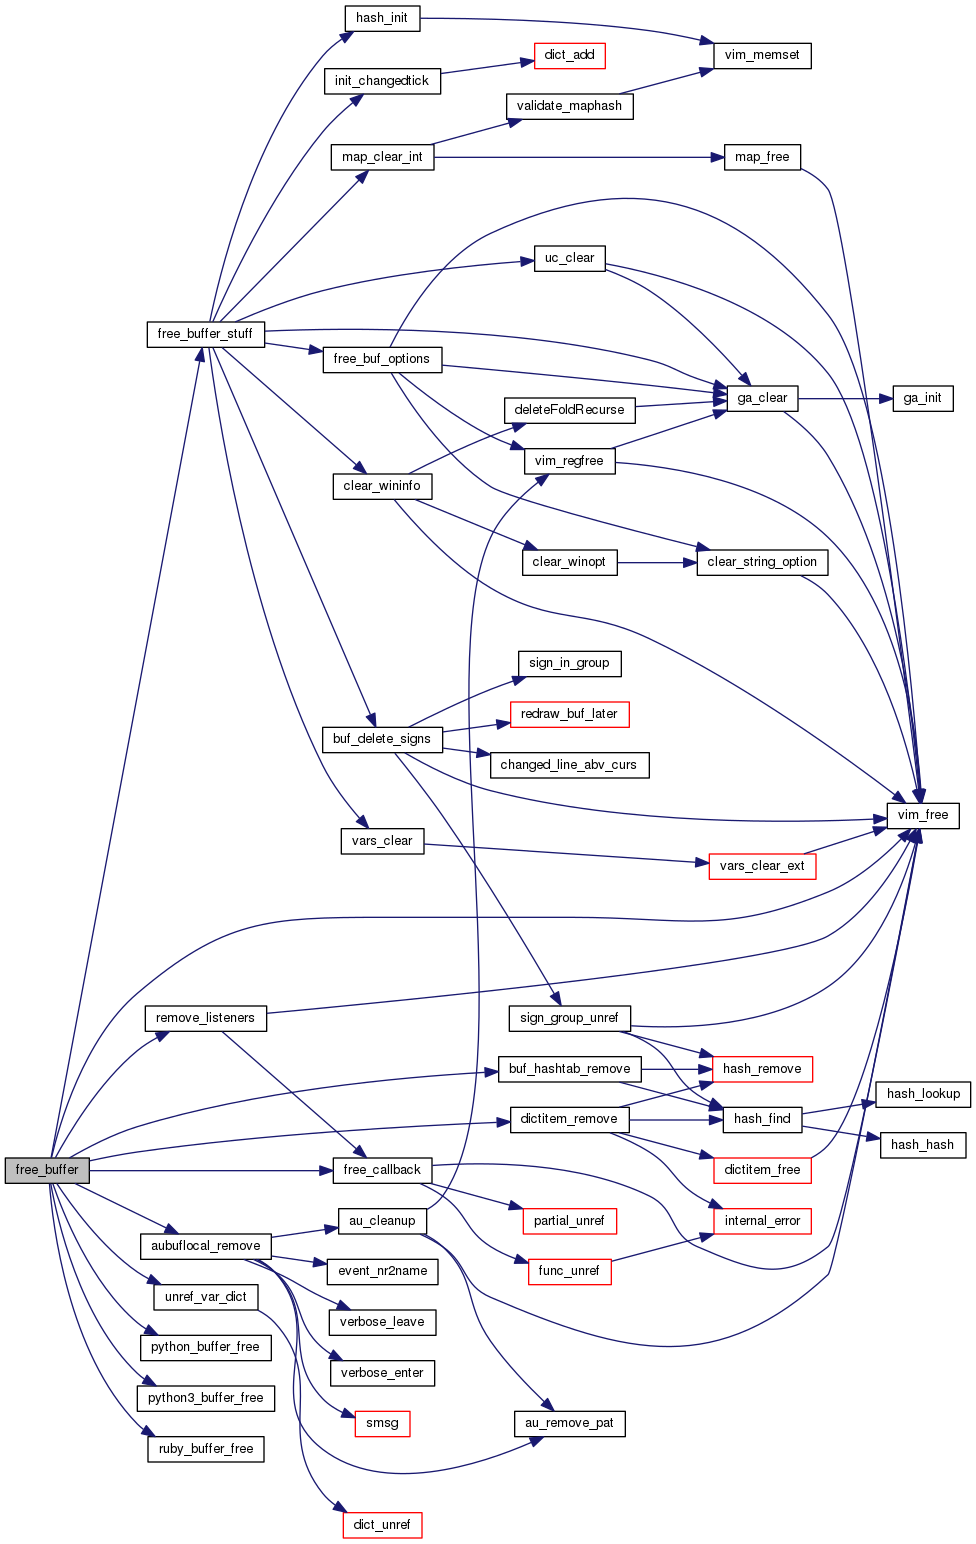 hash_init
vim_memset
dict_add
init_changedtick
validate_maphash
map_clear_int
map_free
uc_clear
free_buffer_stuff
free_buf_options
ga_clear
ga_init
deleteFoldRecurse
vim_regfree
clear_wininfo
clear_winopt
clear_string_option
sign_in_group
redraw_buf_later
buf_delete_signs
changed_line_abv_curs
vim_free
vars_clear
vars_clear_ext
remove_listeners
sign_group_unref
buf_hashtab_remove
hash_remove
hash_lookup
dictitem_remove
hash_find
hash_hash
free_buffer
free_callback
dictitem_free
au_cleanup
partial_unref
internal_error
aubuflocal_remove
event_nr2name
func_unref
unref_var_dict
verbose_leave
python_buffer_free
verbose_enter
python3_buffer_free
smsg
au_remove_pat
ruby_buffer_free
dict_unref